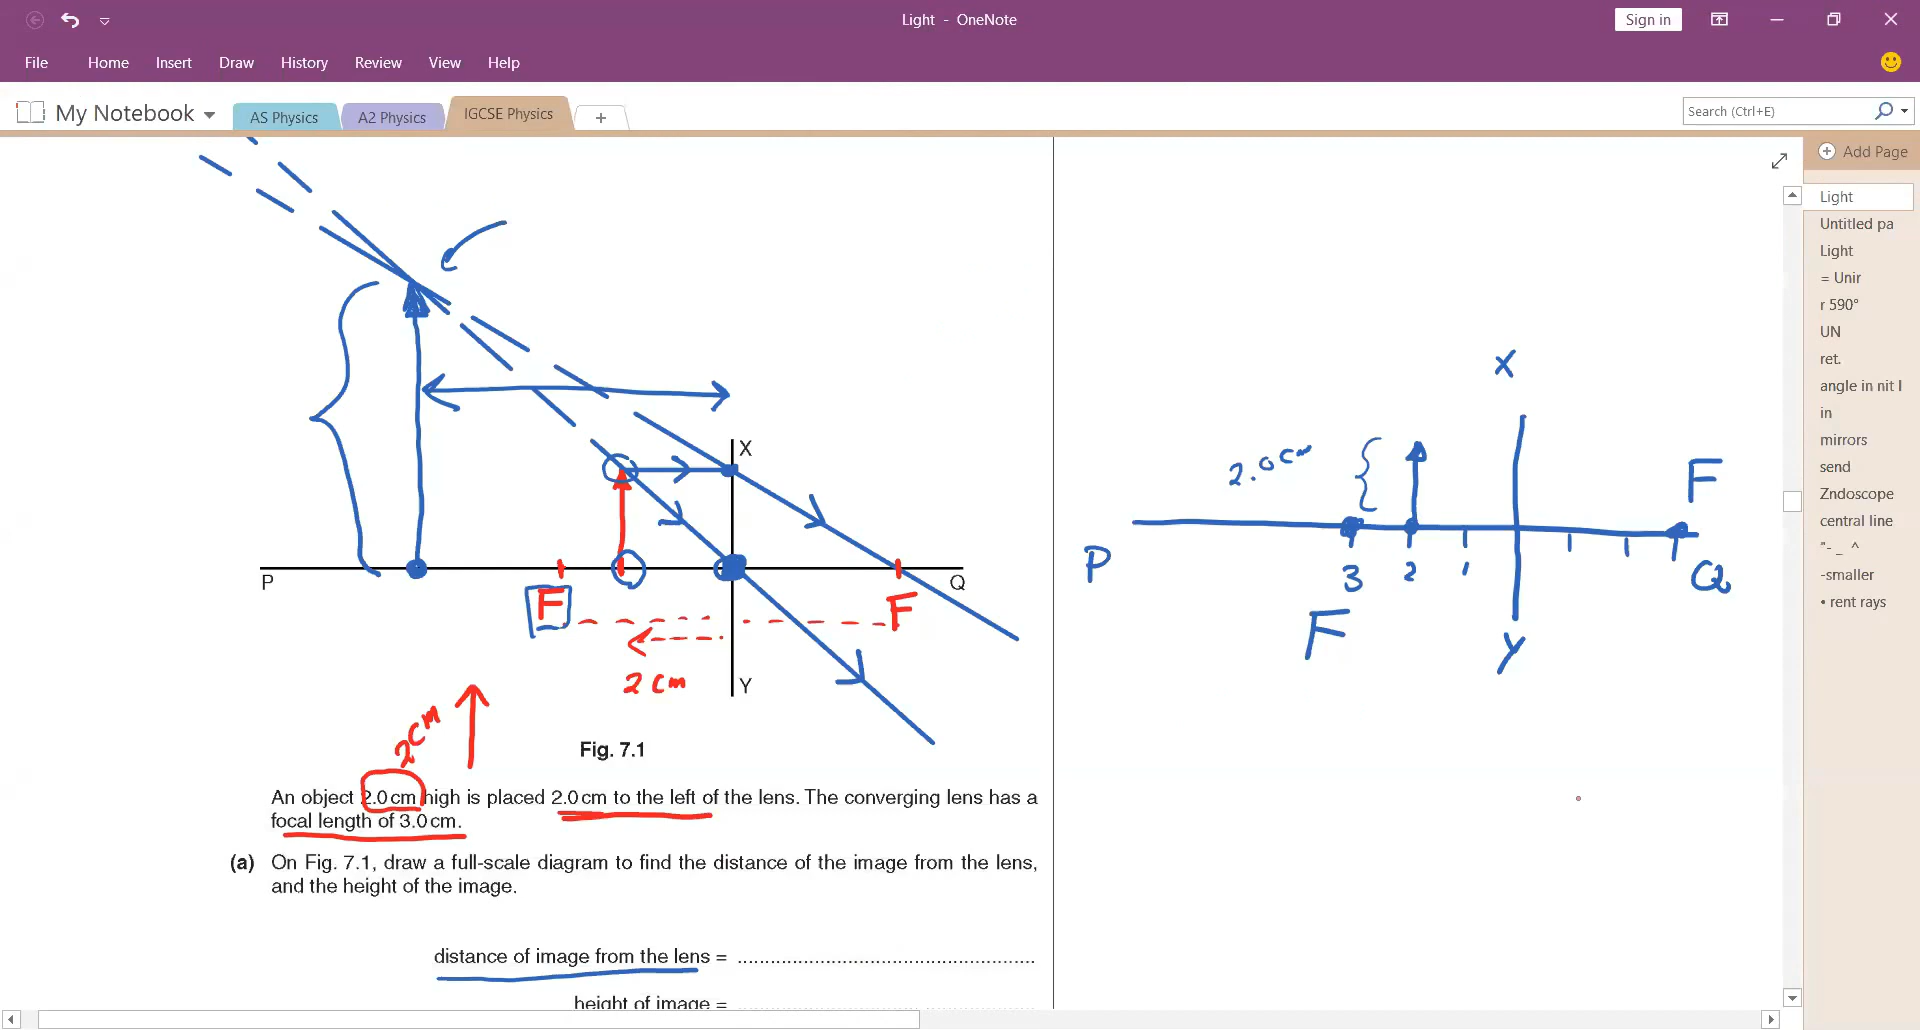 Light - OneNote
Sign in
File Home Insert Draw History Review View Help
My Notebook
AS Physics
A2 Physics
IGCSE Physics
+
Search (Ctrl+E)
Add Page
Light
Untitled pa
Light
= Unir
r 590°
UN
ret.
angle in nit I
in
mirrors
send
Zndoscope
central line
"- _ ^
-smaller
• rent rays
X
P
Q
F
F
2 cm
Y
2cm
Fig. 7.1
An object 2.0 cm high is placed 2.0 cm to the left of the lens. The converging lens has a
focal length of 3.0 cm.
(a) On Fig. 7.1, draw a full-scale diagram to find the distance of the image from the lens,
and the height of the image.
distance of image from the lens = ......................................................
height of image =
X
2.0cm
F
P
3
2
1
Q
F
Y